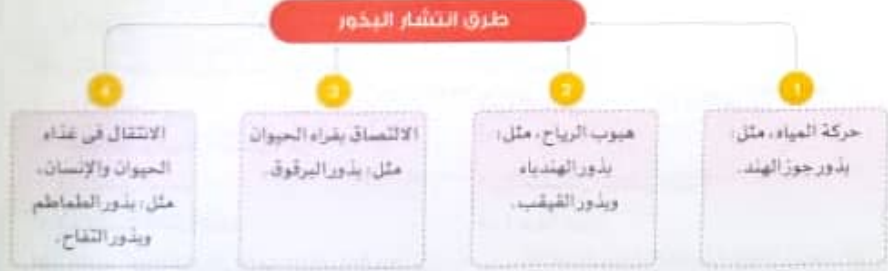 طرق انتشار البذور
1
حركة المياه، مثل:
بذور جوز الهند.
2
هبوب الرياح، مثل:
بذور الهندباء
وبذور القيقب.
3
الالتصاق بفراء الحيوان
مثل: بذور البرقوق.
4
الانتقال فى غذاء
الحيوان والإنسان،
مثل: بذور الطماطم
وبذور التفاح.